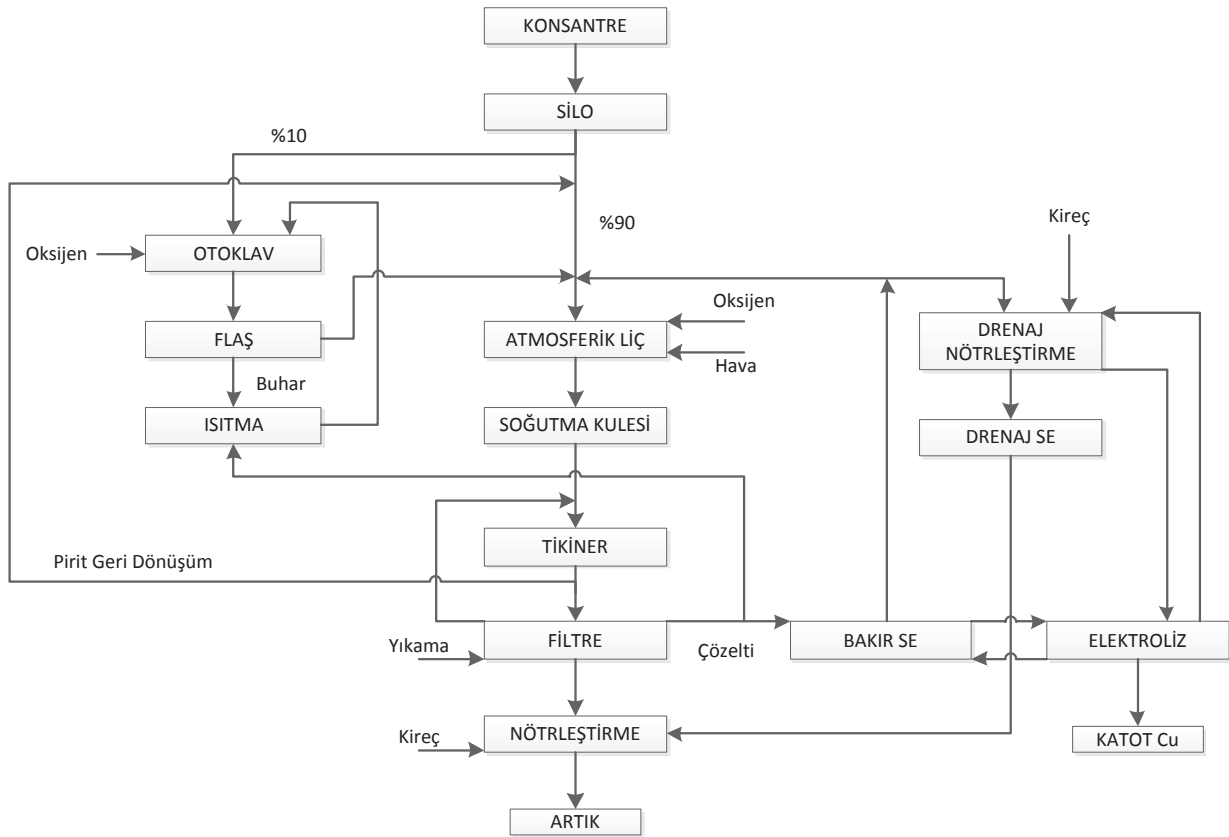 KONSANTRE
SİLO
%10
%90
Kireç
Oksijen
OTOKLAV
Oksijen
FLAŞ
ATMOSFERİK LİÇ
DRENAJ
NÖTRLEŞTİRME
Hava
Buhar
ISITMA
SOĞUTMA KULESİ
DRENAJ SE
TİKİNER
Pirit Geri Dönüşüm
Yıkama
FİLTRE
Çözelti
BAKIR SE
ELEKTROLİZ
Kireç
NÖTRLEŞTİRME
KATOT Cu
ARTIK